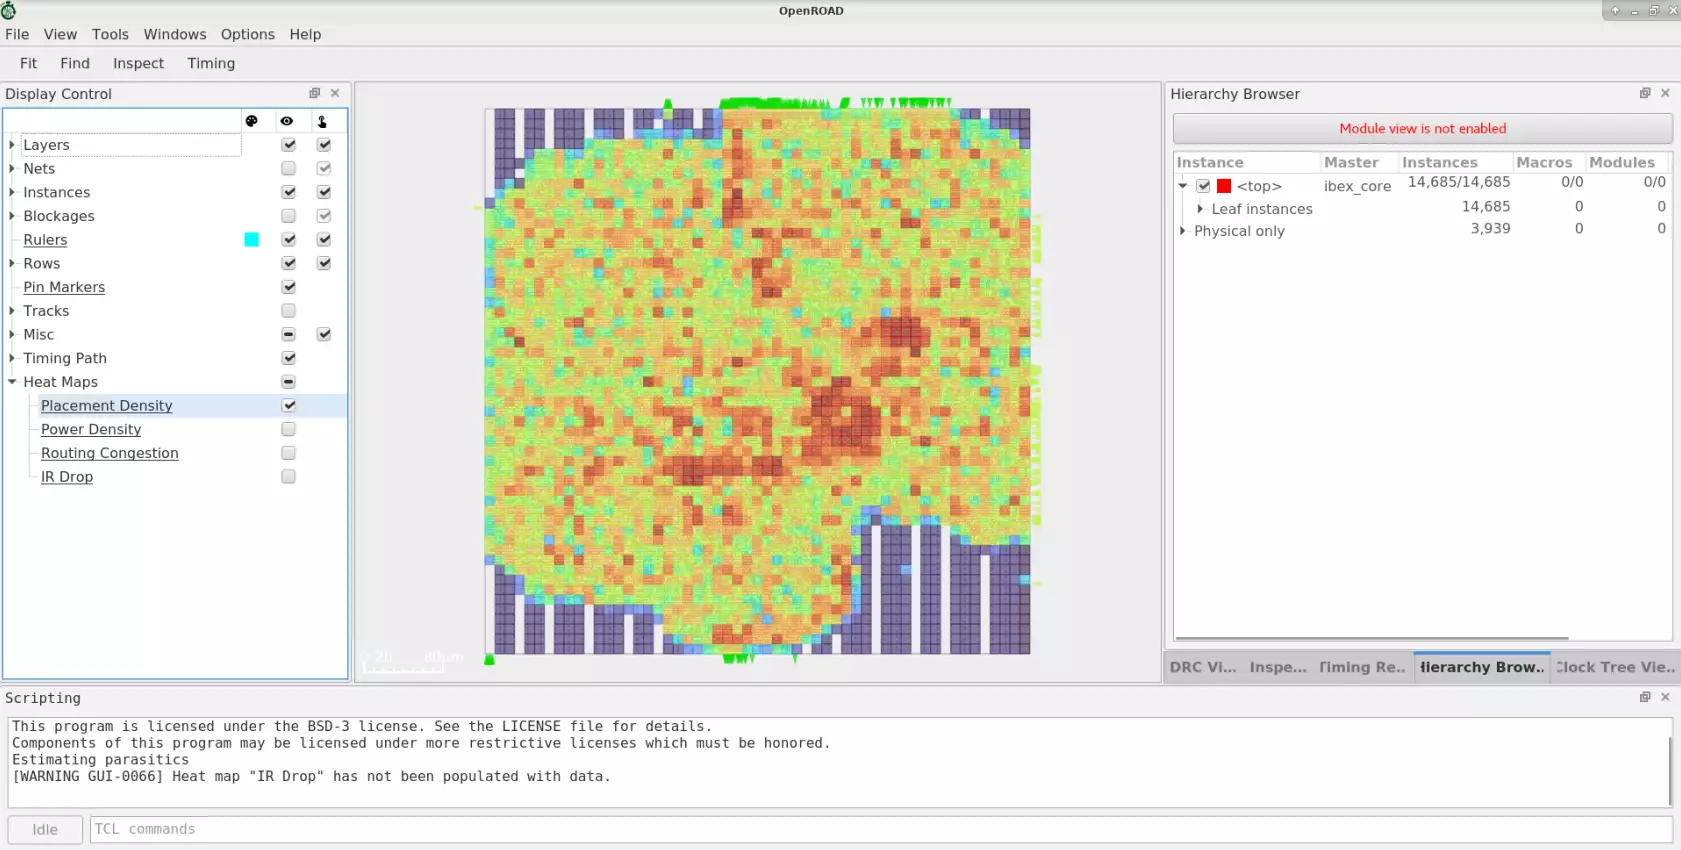 OpenROAD
File View Tools Windows Options Help
Fit Find Inspect Timing
Display Control
Layers
Nets
Instances
Blockages
Rulers
Rows
Pin Markers
Tracks
Misc
Timing Path
Heat Maps
Placement Density
Power Density
Routing Congestion
IR Drop
0 20 80um
Hierarchy Browser
Module view is not enabled
Instance Master Instances Macros Modules
<top> ibex_core 14,685/14,685 0/0 0/0
Leaf instances 14,685 0 0
Physical only 3,939 0 0
DRC Vi... Inspe... Timing Re... Hierarchy Brow.. Clock Tree Vie..
Scripting
This program is licensed under the BSD-3 license. See the LICENSE file for details.
Components of this program may be licensed under more restrictive licenses which must be honored.
Estimating parasitics
[WARNING GUI-0066] Heat map "IR Drop" has not been populated with data.
Idle TCL commands